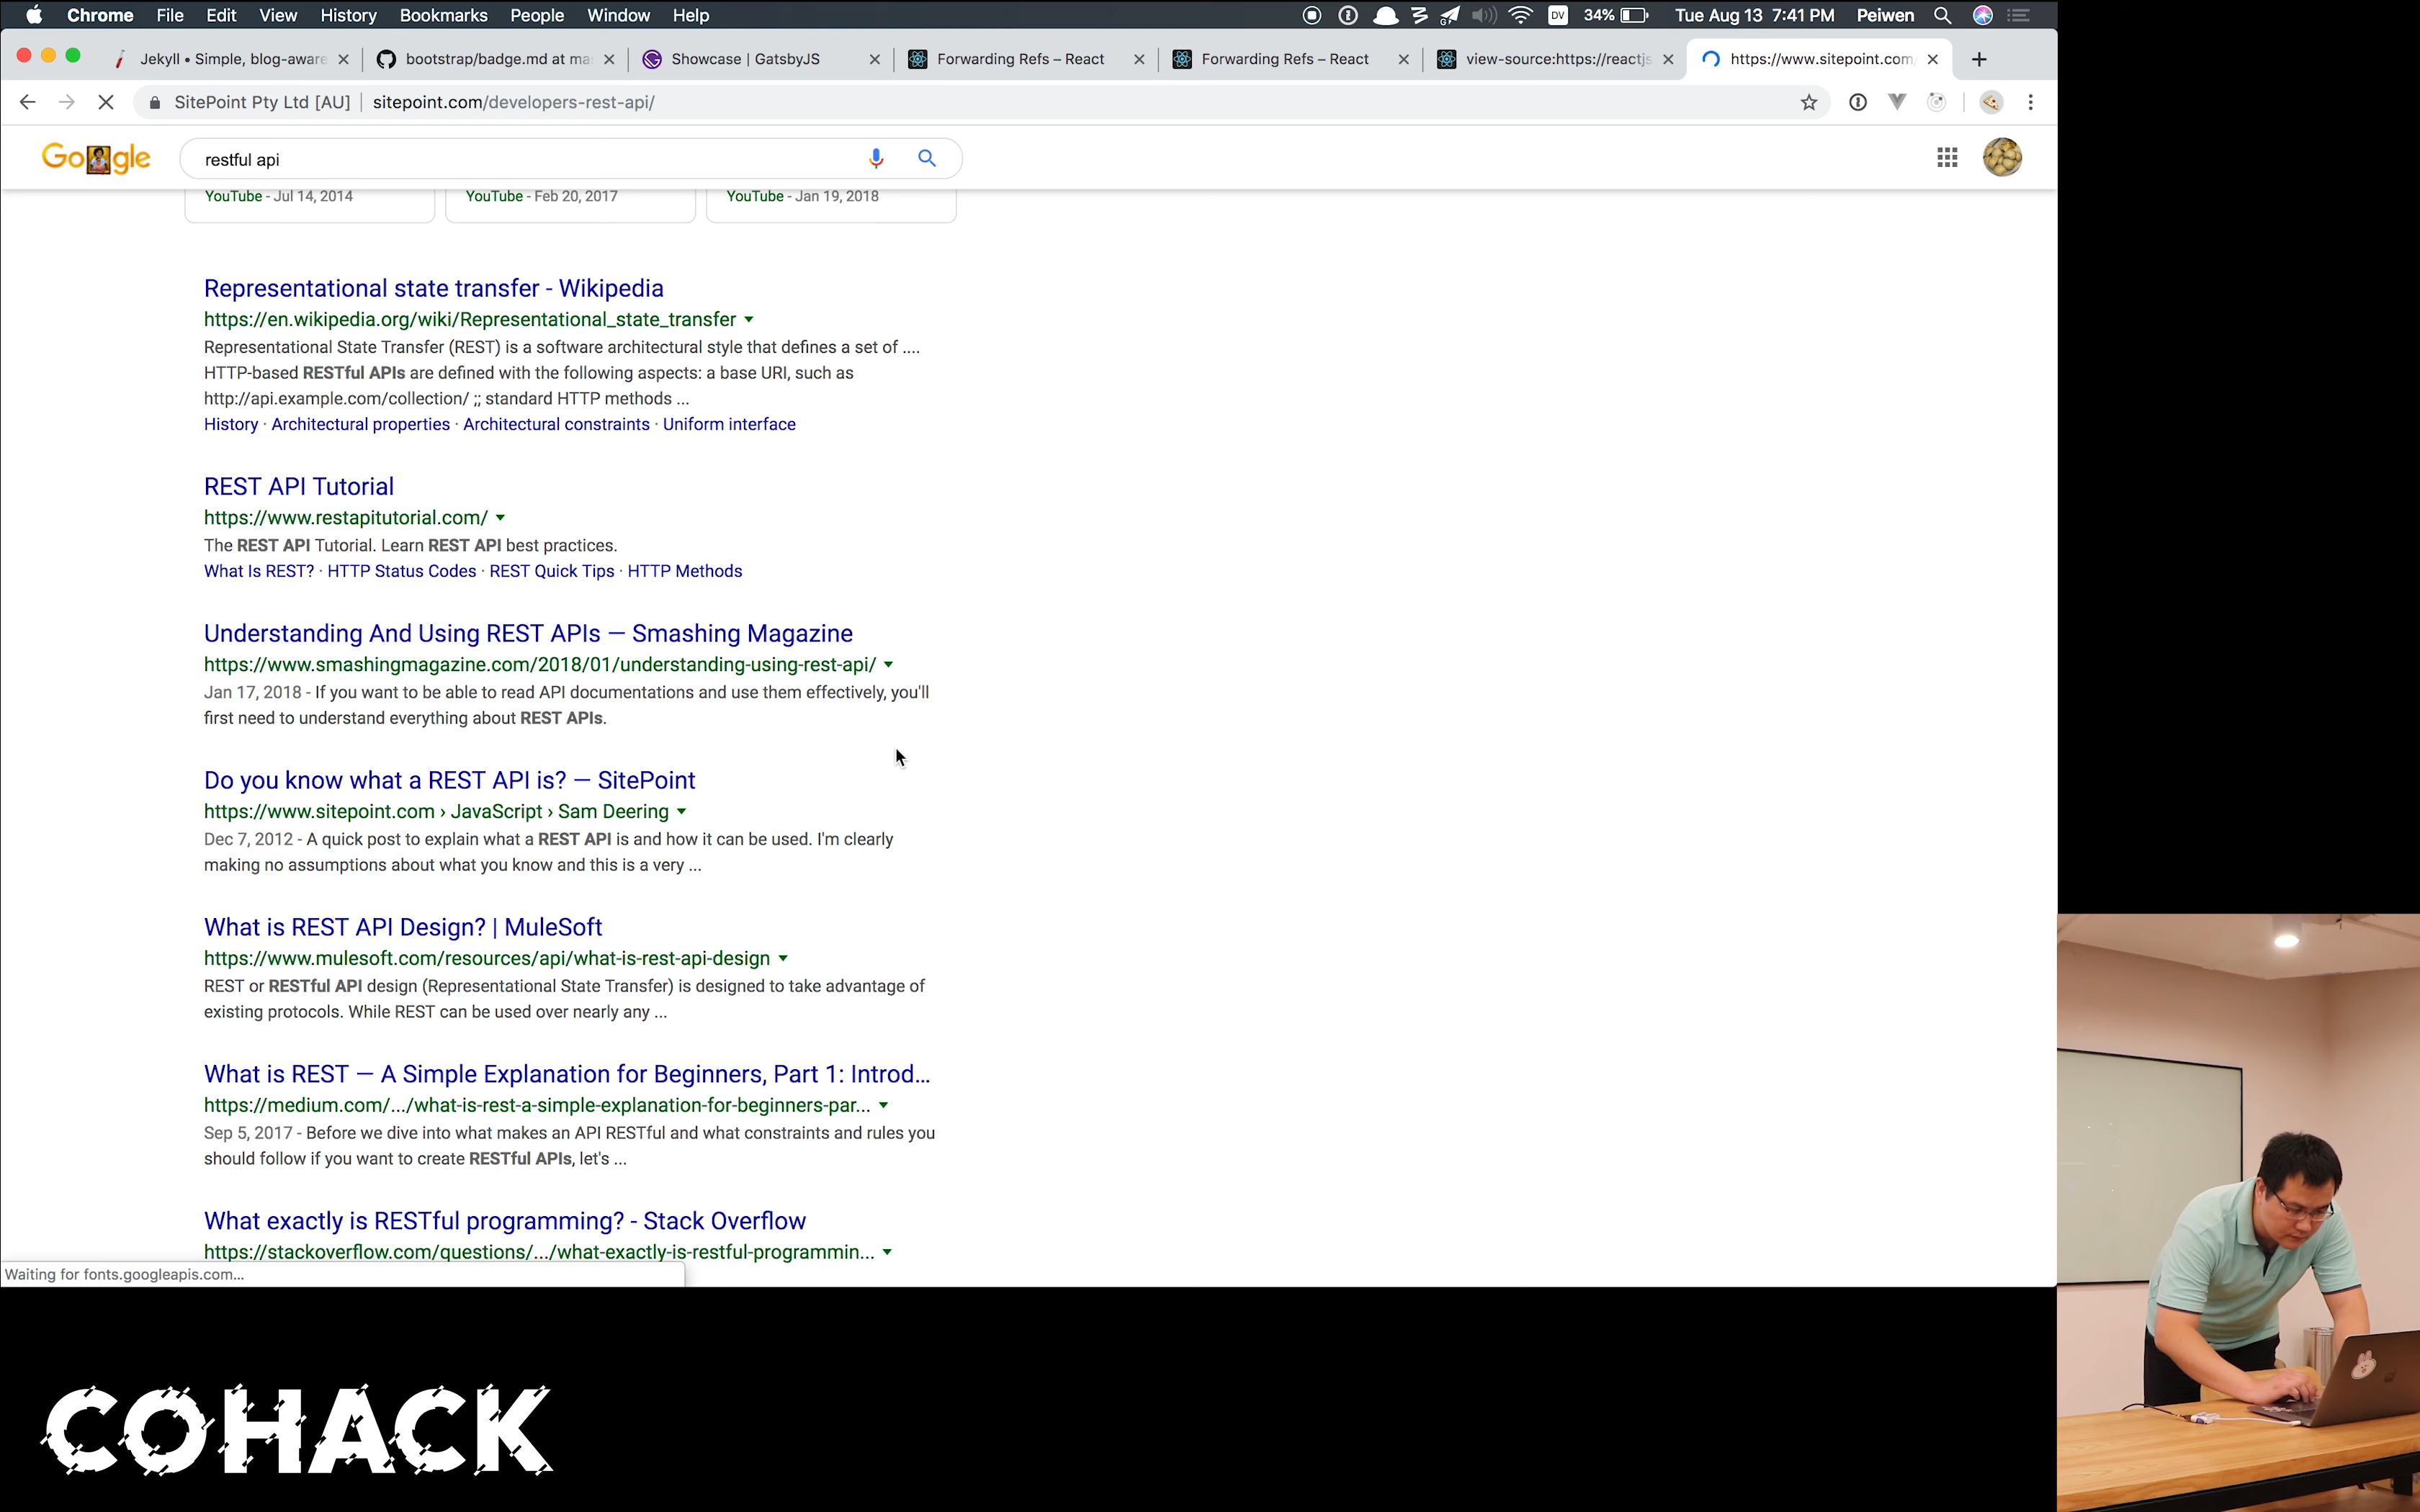 Chrome File Edit View History Bookmarks People Window Help DV 34% Tue Aug 13 7:41 PM Peiwen
Jekyll • Simple, blog-aware bootstrap/badge.md at ma Showcase | GatsbyJS Forwarding Refs – React Forwarding Refs – React view-source:https://reactjs https://www.sitepoint.com/
SitePoint Pty Ltd [AU] sitepoint.com/developers-rest-api/
Google restful api
YouTube - Jul 14, 2014 YouTube - Feb 20, 2017 YouTube - Jan 19, 2018
Representational state transfer - Wikipedia
https://en.wikipedia.org/wiki/Representational_state_transfer
Representational State Transfer (REST) is a software architectural style that defines a set of ....
HTTP-based RESTful APIs are defined with the following aspects: a base URI, such as
http://api.example.com/collection/ ;; standard HTTP methods ...
History · Architectural properties · Architectural constraints · Uniform interface
REST API Tutorial
https://www.restapitutorial.com/
The REST API Tutorial. Learn REST API best practices.
What Is REST? · HTTP Status Codes · REST Quick Tips · HTTP Methods
Understanding And Using REST APIs — Smashing Magazine
https://www.smashingmagazine.com/2018/01/understanding-using-rest-api/
Jan 17, 2018 - If you want to be able to read API documentations and use them effectively, you'll
first need to understand everything about REST APIs.
Do you know what a REST API is? — SitePoint
https://www.sitepoint.com › JavaScript › Sam Deering
Dec 7, 2012 - A quick post to explain what a REST API is and how it can be used. I'm clearly
making no assumptions about what you know and this is a very ...
What is REST API Design? | MuleSoft
https://www.mulesoft.com/resources/api/what-is-rest-api-design
REST or RESTful API design (Representational State Transfer) is designed to take advantage of
existing protocols. While REST can be used over nearly any ...
What is REST — A Simple Explanation for Beginners, Part 1: Introd...
https://medium.com/.../what-is-rest-a-simple-explanation-for-beginners-par...
Sep 5, 2017 - Before we dive into what makes an API RESTful and what constraints and rules you
should follow if you want to create RESTful APIs, let's ...
What exactly is RESTful programming? - Stack Overflow
https://stackoverflow.com/questions/.../what-exactly-is-restful-programmin...
Waiting for fonts.googleapis.com...
COHACK